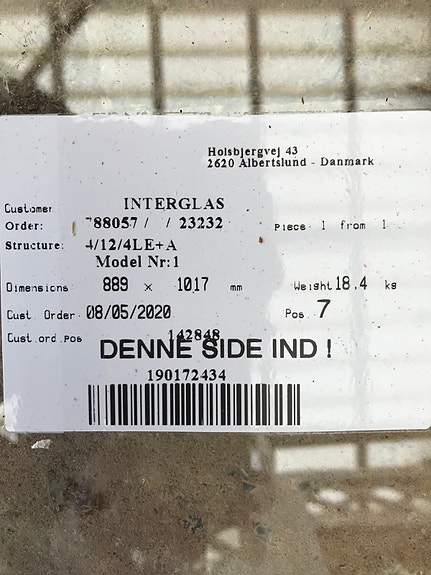 Holsbjergvej 43
2620 Albertslund - Danmark
Customer INTERGLAS
Order: 788057 / / 23232 Piece 1 from 1
Structure: 4/12/4LE+A
Model Nr:1
Dimensions 889 x 1017 mm Weight 18.4 kg
Cust. Order 08/05/2020 Pos 7
Cust.ord.pos 142848
DENNE SIDE IND !
190172434